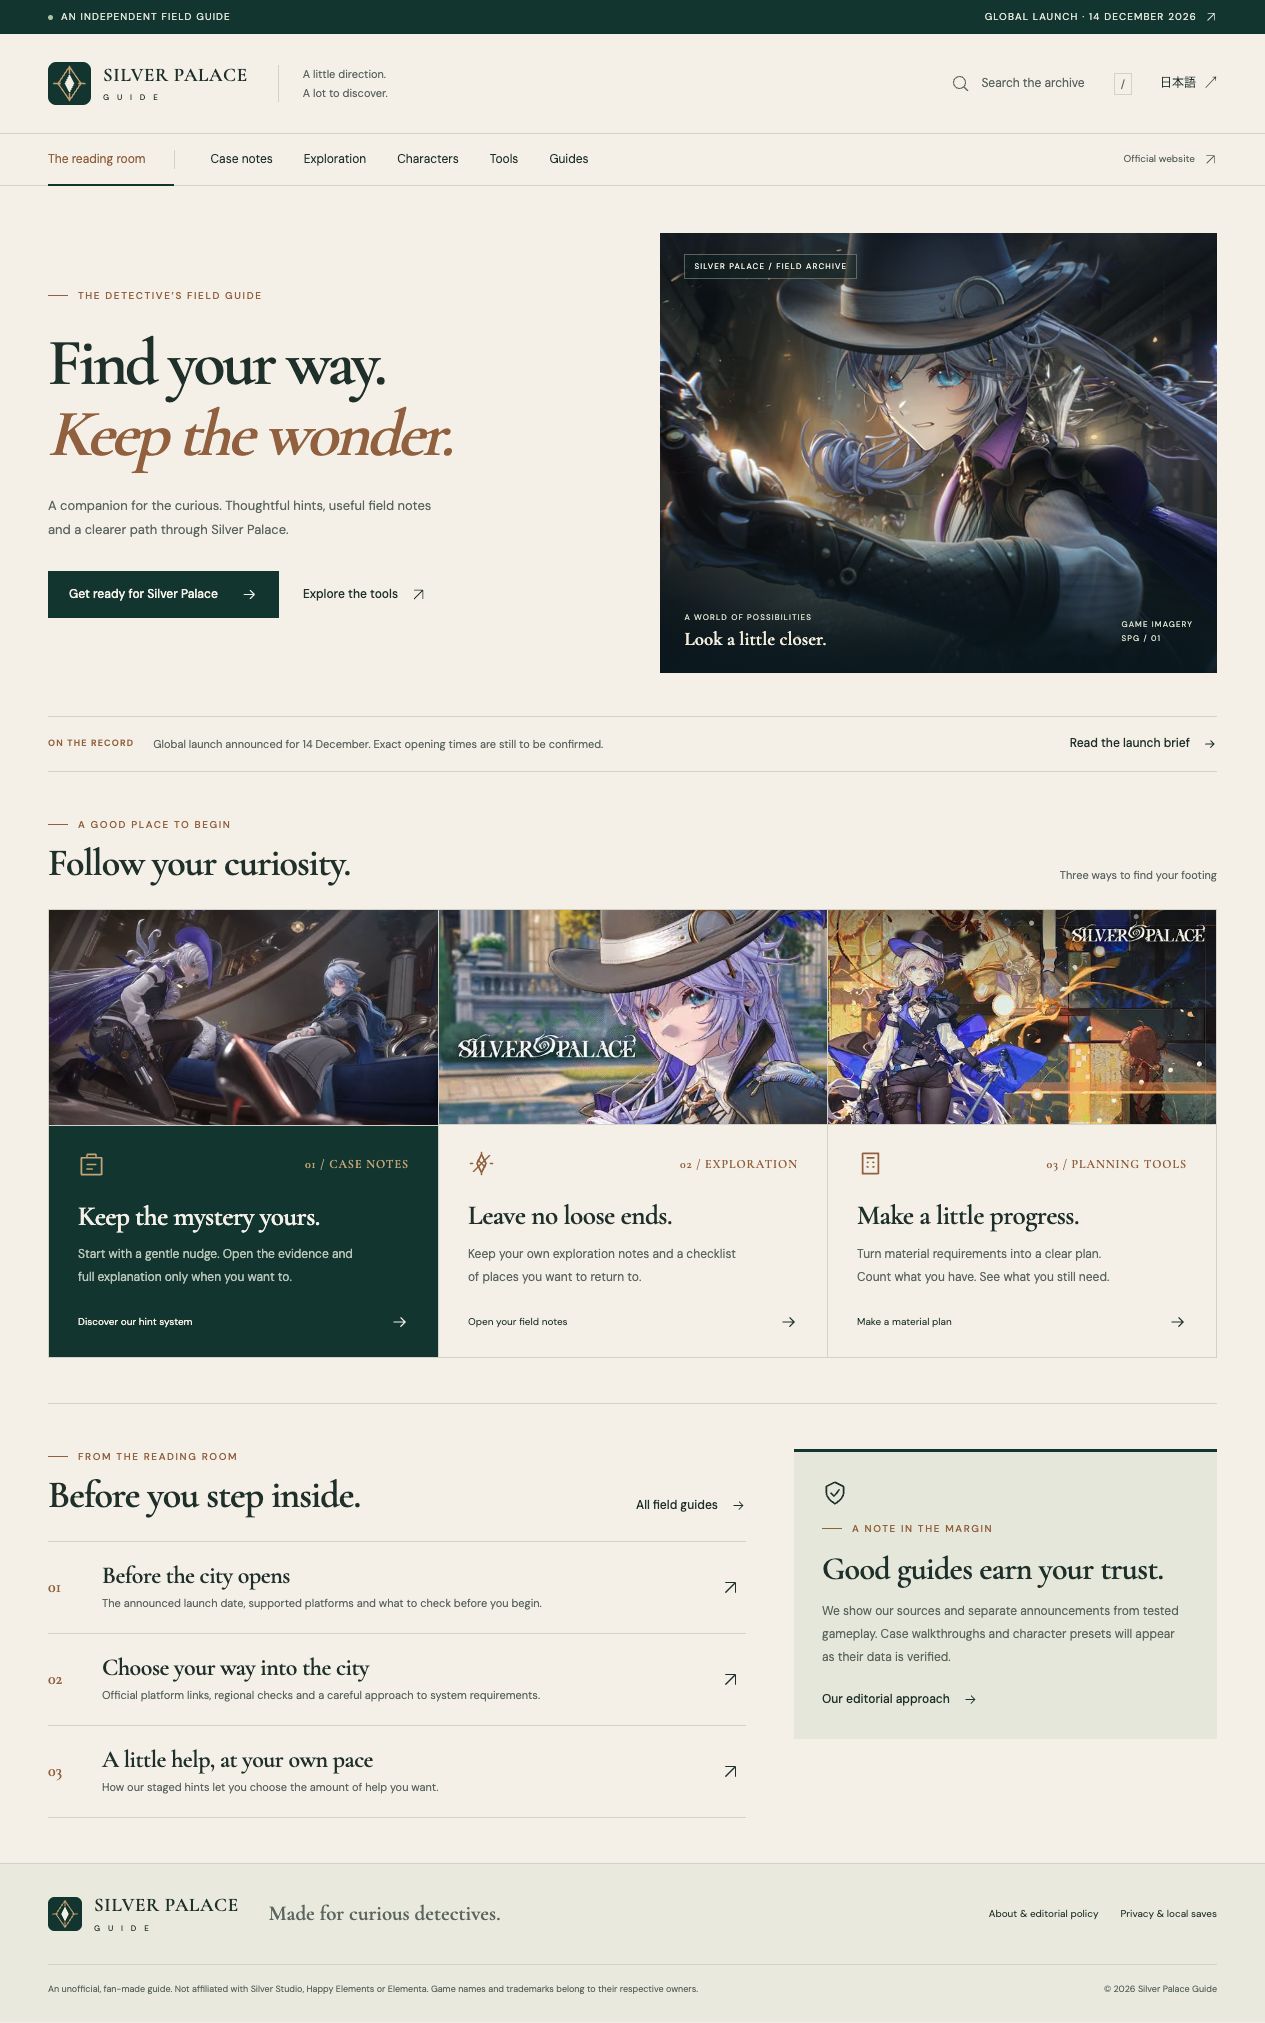 AN INDEPENDENT FIELD GUIDE
GLOBAL LAUNCH · 14 DECEMBER 2026
SILVER PALACE
GUIDE
A little direction.
A lot to discover.
Search the archive
/
日本語
The reading room
Case notes
Exploration
Characters
Tools
Guides
Official website
THE DETECTIVE'S FIELD GUIDE
Find your way.
Keep the wonder.
A companion for the curious. Thoughtful hints, useful field notes
and a clearer path through Silver Palace.
Get ready for Silver Palace
Explore the tools
SILVER PALACE / FIELD ARCHIVE
A WORLD OF POSSIBILITIES
Look a little closer.
GAME IMAGERY
SPG / 01
ON THE RECORD
Global launch announced for 14 December. Exact opening times are still to be confirmed.
Read the launch brief
A GOOD PLACE TO BEGIN
Follow your curiosity.
Three ways to find your footing
SILVER PALACE
SILVER PALACE
01 / CASE NOTES
Keep the mystery yours.
Start with a gentle nudge. Open the evidence and
full explanation only when you want to.
Discover our hint system
02 / EXPLORATION
Leave no loose ends.
Keep your own exploration notes and a checklist
of places you want to return to.
Open your field notes
03 / PLANNING TOOLS
Make a little progress.
Turn material requirements into a clear plan.
Count what you have. See what you still need.
Make a material plan
FROM THE READING ROOM
Before you step inside.
All field guides
01
Before the city opens
The announced launch date, supported platforms and what to check before you begin.
02
Choose your way into the city
Official platform links, regional checks and a careful approach to system requirements.
03
A little help, at your own pace
How our staged hints let you choose the amount of help you want.
A NOTE IN THE MARGIN
Good guides earn your trust.
We show our sources and separate announcements from tested
gameplay. Case walkthroughs and character presets will appear
as their data is verified.
Our editorial approach
SILVER PALACE
GUIDE
Made for curious detectives.
About & editorial policy
Privacy & local saves
An unofficial, fan-made guide. Not affiliated with Silver Studio, Happy Elements or Elementa. Game names and trademarks belong to their respective owners.
© 2026 Silver Palace Guide